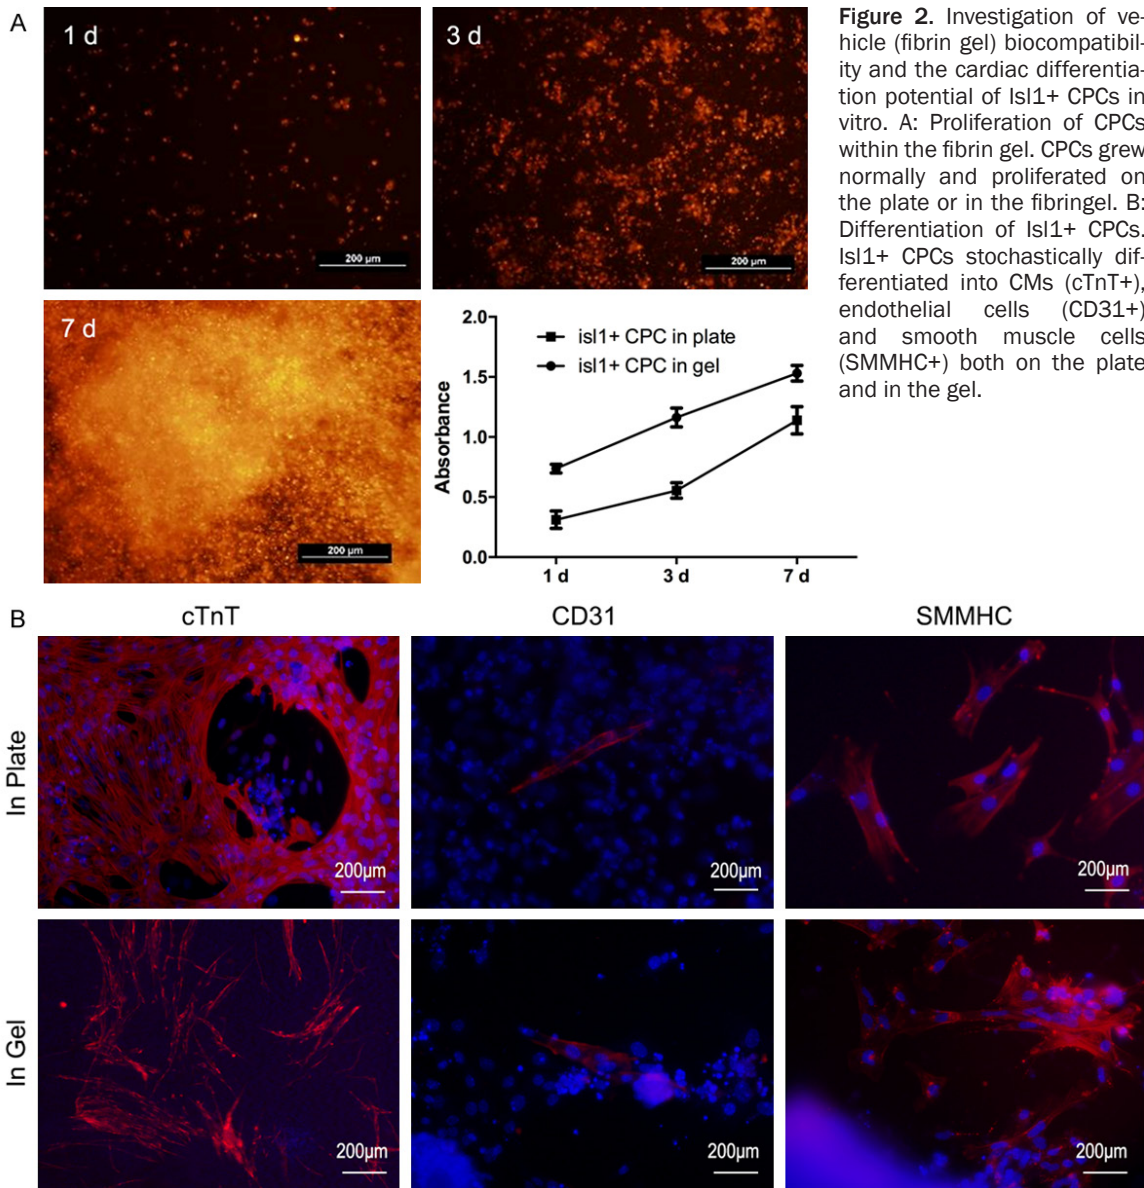 A
1 d
200 µm
3 d
200 µm
7 d
200 µm
2.0
1.5
1.0
0.5
0.0
Absorbance
isl1+ CPC in plate
isl1+ CPC in gel
1 d
3 d
7 d
Figure 2. Investigation of ve-
hicle (fibrin gel) biocompatibil-
ity and the cardiac differentia-
tion potential of Isl1+ CPCs in
vitro. A: Proliferation of CPCs
within the fibrin gel. CPCs grew
normally and proliferated on
the plate or in the fibringel. B:
Differentiation of Isl1+ CPCs.
Isl1+ CPCs stochastically dif-
ferentiated into CMs (cTnT+),
endothelial cells (CD31+)
and smooth muscle cells
(SMMHC+) both on the plate
and in the gel.
B
cTnT
CD31
SMMHC
In Plate
200µm
200µm
200µm
In Gel
200µm
200µm
200µm